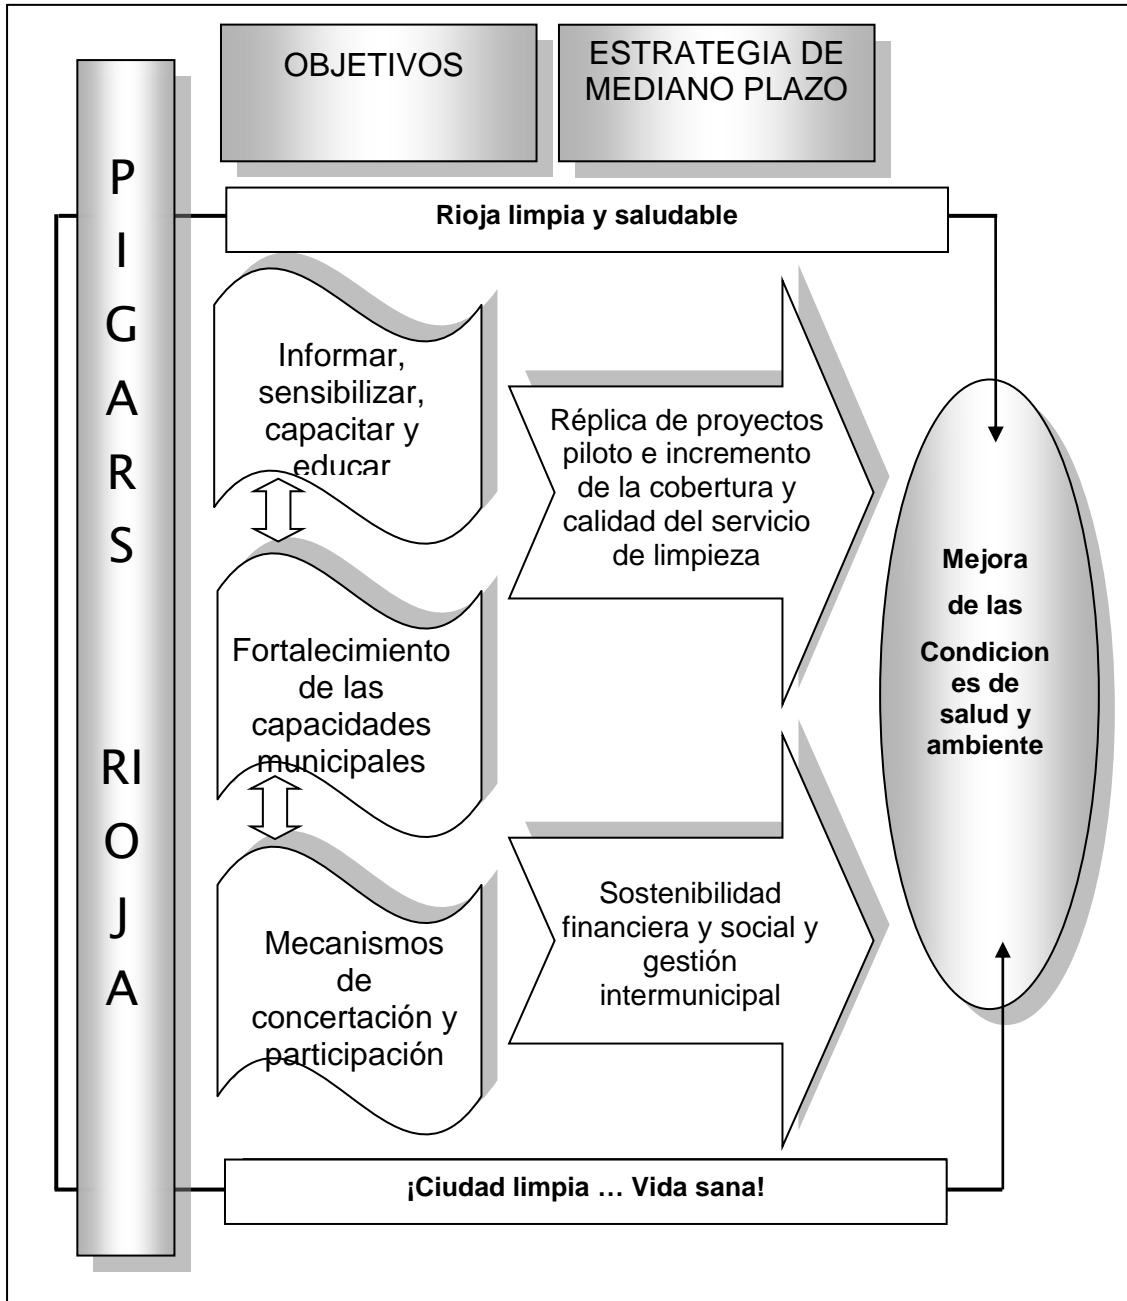 P
I
G
A
R
S
RI
O
J
A
OBJETIVOS
ESTRATEGIA DE
MEDIANO PLAZO
Rioja limpia y saludable
Informar,
sensibilizar,
capacitar y
educar
Fortalecimiento
de las
capacidades
municipales
Mecanismos
de
concertación y
participación
Réplica de proyectos
piloto e incremento
de la cobertura y
calidad del servicio
de limpieza
Sostenibilidad
financiera y social y
gestión
intermunicipal
Mejora
de las
Condicion
es de
salud y
ambiente
¡Ciudad limpia … Vida sana!